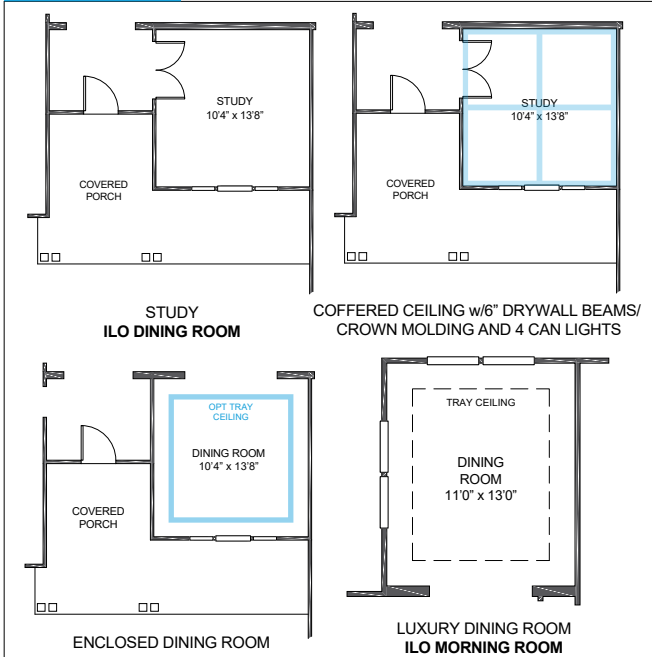 STUDY
10'4" x 13'8"
COVERED
PORCH
STUDY
ILO DINING ROOM
STUDY
10'4" x 13'8"
COVERED
PORCH
COFFERED CEILING w/6" DRYWALL BEAMS/
CROWN MOLDING AND 4 CAN LIGHTS
OPT TRAY
CEILING
DINING ROOM
10'4" x 13'8"
COVERED
PORCH
ENCLOSED DINING ROOM
TRAY CEILING
DINING
ROOM
11'0" x 13'0"
LUXURY DINING ROOM
ILO MORNING ROOM